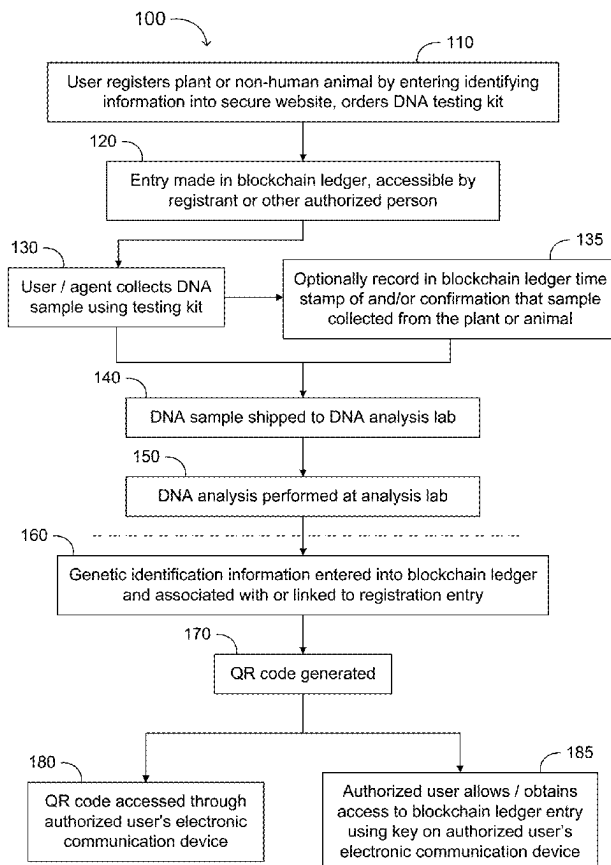 100
110
User registers plant or non-human animal by entering identifying
information into secure website, orders DNA testing kit
120
Entry made in blockchain ledger, accessible by
registrant or other authorized person
130
User / agent collects DNA
sample using testing kit
135
Optionally record in blockchain ledger time
stamp of and/or confirmation that sample
collected from the plant or animal
140
DNA sample shipped to DNA analysis lab
150
DNA analysis performed at analysis lab
160
Genetic identification information entered into blockchain ledger
and associated with or linked to registration entry
170
QR code generated
180
QR code accessed through
authorized user's electronic
communication device
185
Authorized user allows / obtains
access to blockchain ledger entry
using key on authorized user's
electronic communication device